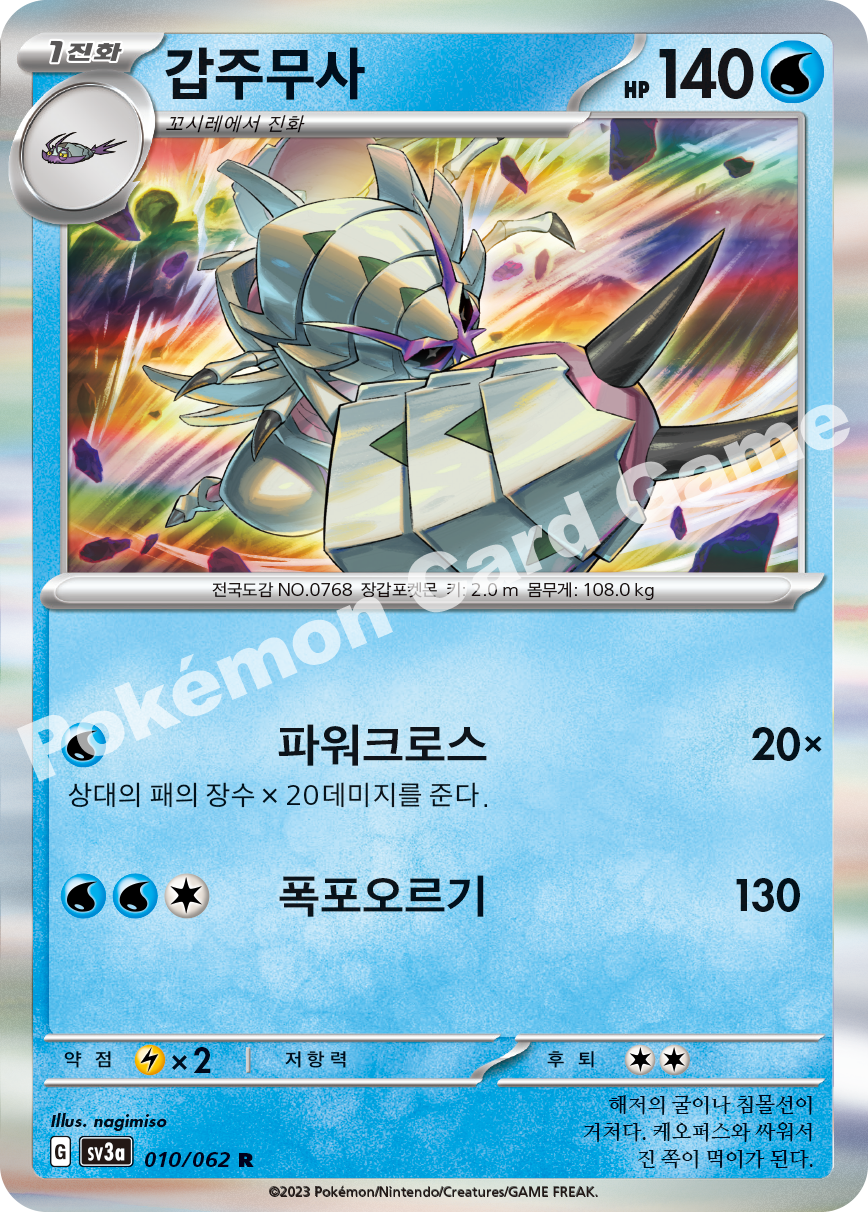 1진화
갑주무사
HP 140
꼬시레에서 진화
전국도감 NO.0768 장갑포켓몬 키: 2.0 m 몸무게: 108.0 kg
Pokémon Card Game
파워크로스 20×
상대의 패의 장수 × 20데미지를 준다.
폭포오르기 130
약점 ×2 저항력 후퇴
Illus. nagimiso
해저의 굴이나 침몰선이
거처다. 케오퍼스와 싸워서
진 쪽이 먹이가 된다.
G sv3a 010/062 R
©2023 Pokémon/Nintendo/Creatures/GAME FREAK.